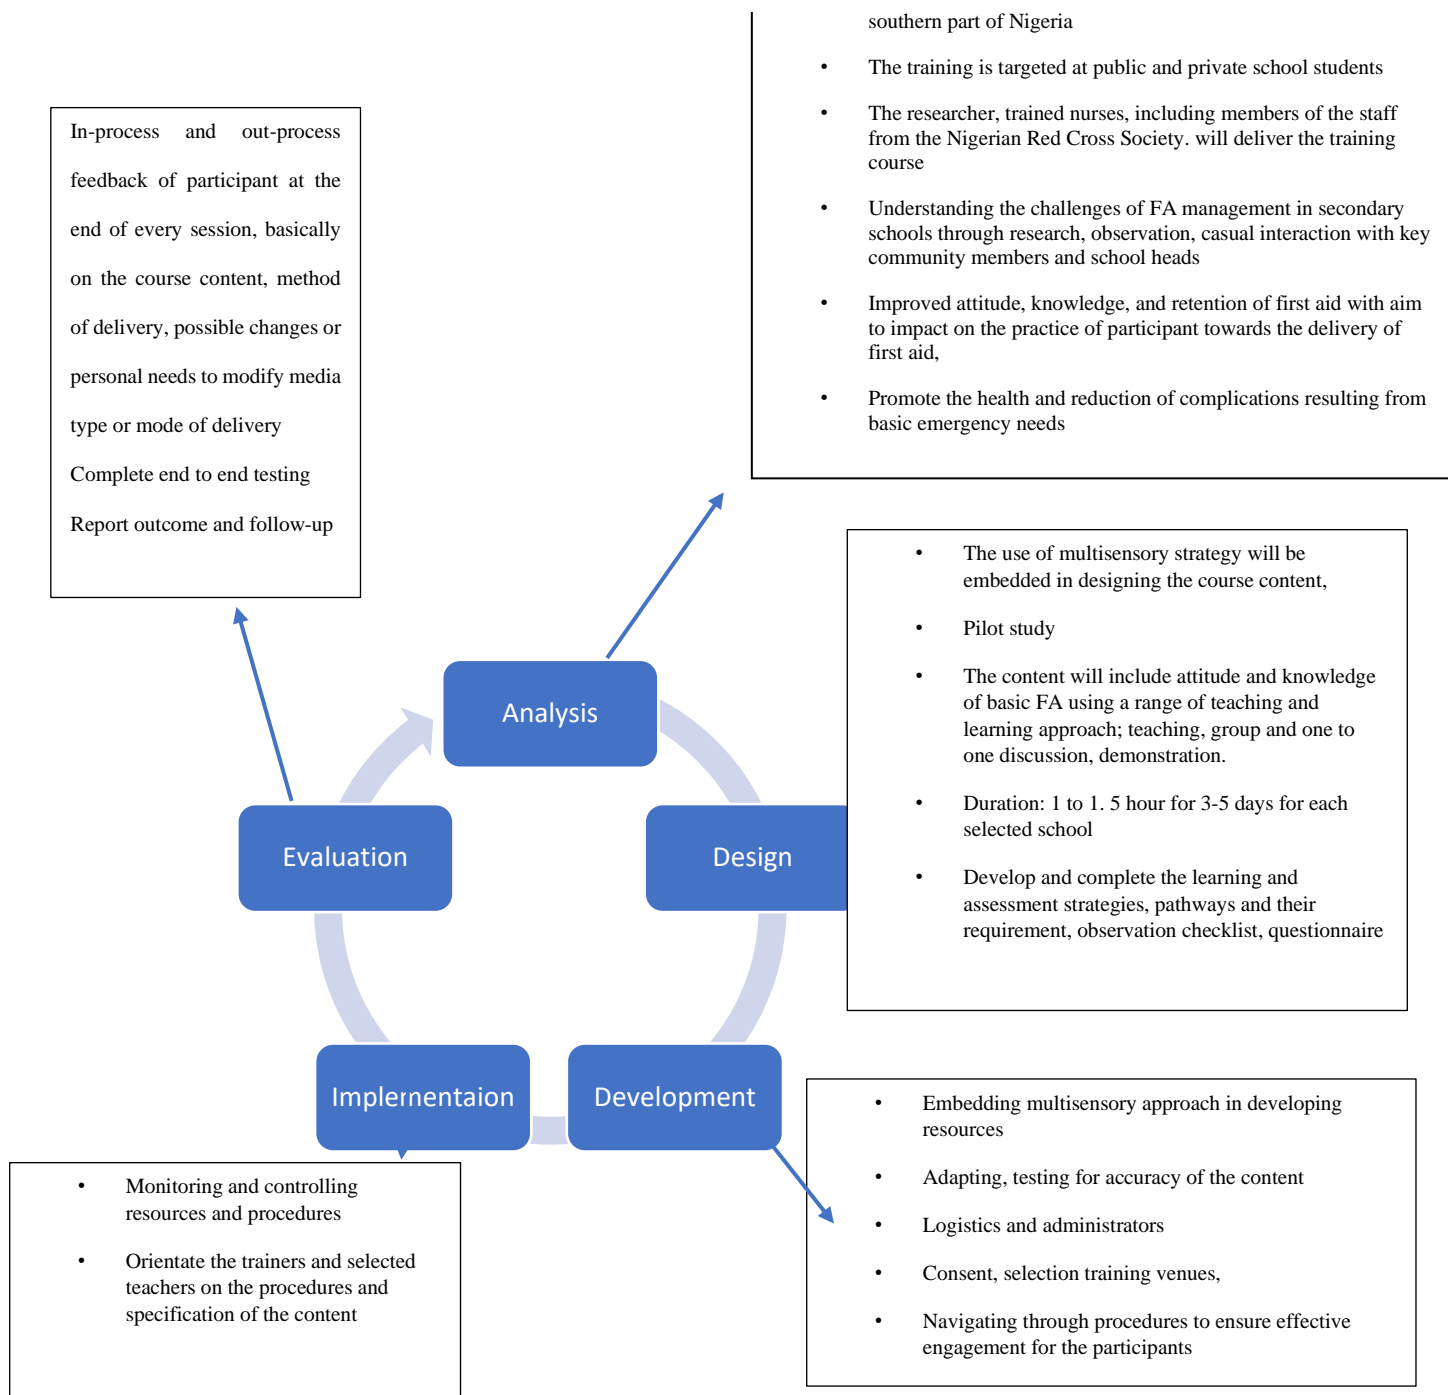 southern part of Nigeria
• The training is targeted at public and private school students
• The researcher, trained nurses, including members of the staff
from the Nigerian Red Cross Society. will deliver the training
course
• Understanding the challenges of FA management in secondary
schools through research, observation, casual interaction with key
community members and school heads
• Improved attitude, knowledge, and retention of first aid with aim
to impact on the practice of participant towards the delivery of
first aid,
• Promote the health and reduction of complications resulting from
basic emergency needs
In-process and out-process
feedback of participant at the
end of every session, basically
on the course content, method
of delivery, possible changes or
personal needs to modify media
type or mode of delivery
Complete end to end testing
Report outcome and follow-up
• The use of multisensory strategy will be
embedded in designing the course content,
• Pilot study
• The content will include attitude and knowledge
of basic FA using a range of teaching and
learning approach; teaching, group and one to
one discussion, demonstration.
• Duration: 1 to 1. 5 hour for 3-5 days for each
selected school
• Develop and complete the learning and
assessment strategies, pathways and their
requirement, observation checklist, questionnaire
Analysis
Evaluation
Design
Implementaion
Development
• Embedding multisensory approach in developing
resources
• Adapting, testing for accuracy of the content
• Logistics and administrators
• Consent, selection training venues,
• Navigating through procedures to ensure effective
engagement for the participants
• Monitoring and controlling
resources and procedures
• Orientate the trainers and selected
teachers on the procedures and
specification of the content